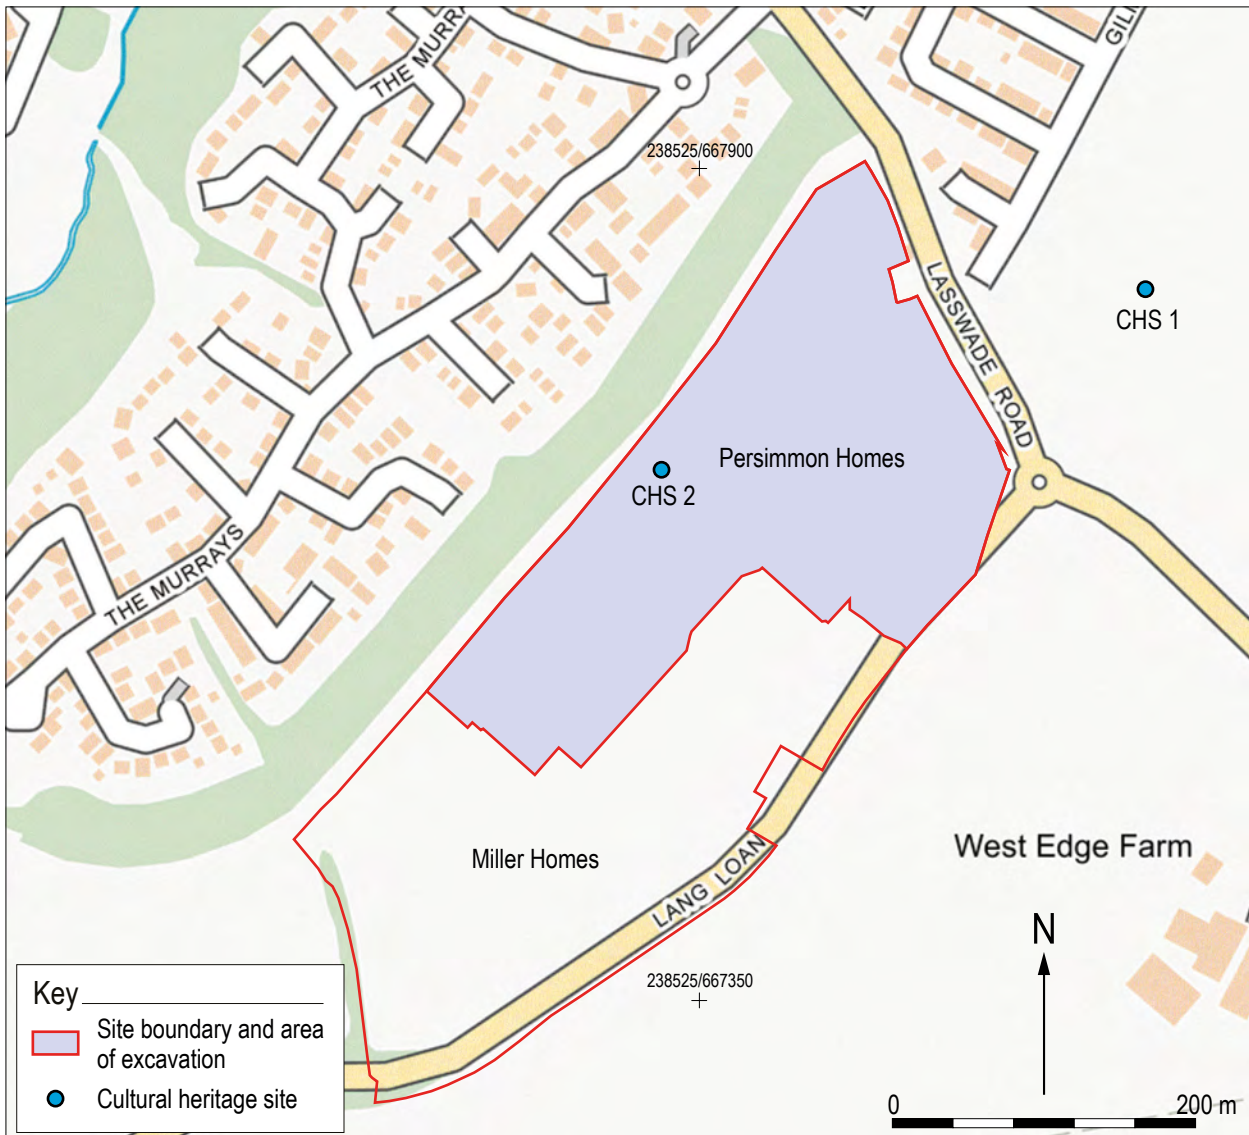 THE MURRA
GILM
238525/667900
LASSWADE ROAD
CHS 1
Persimmon Homes
CHS 2
THE MURRAYS
West Edge Farm
Miller Homes
LANG LOAN
N
238525/667350
Key
Site boundary and area
of excavation
Cultural heritage site
0 200 m